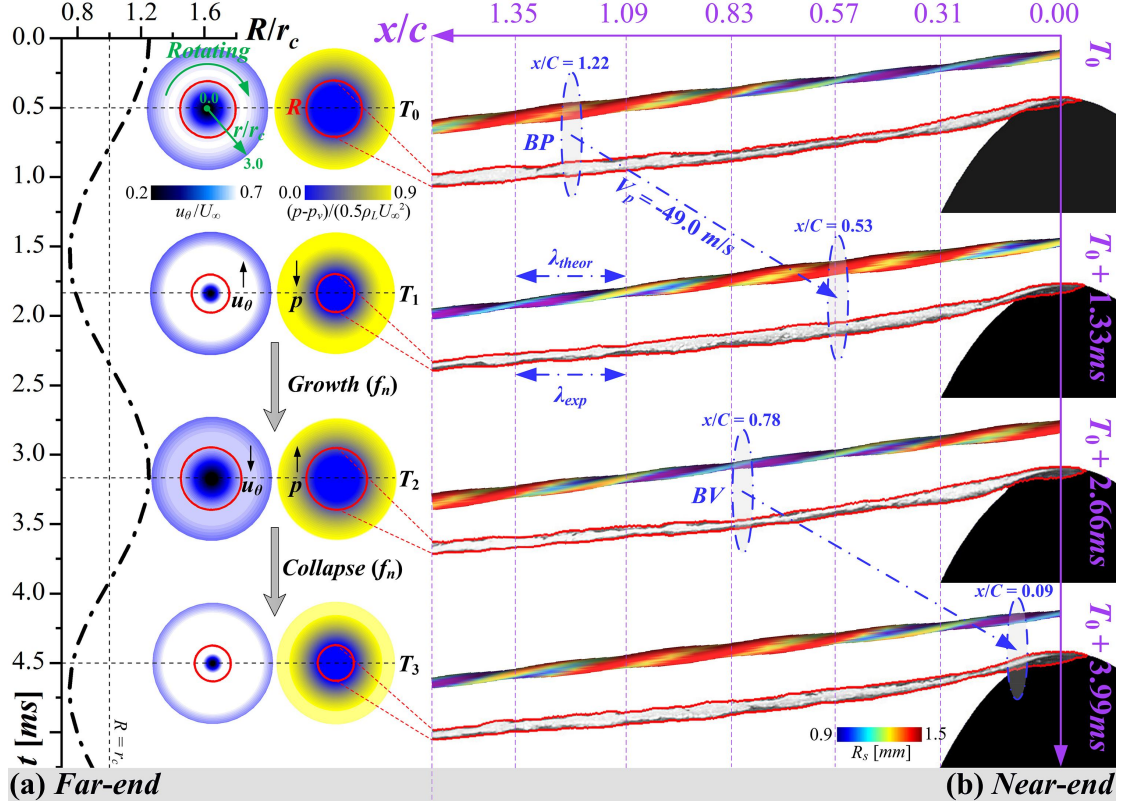 0.8 1.2 1.6
R/r_c
x/c
1.35 1.09 0.83 0.57 0.31 0.00
0.0
0.5
1.0
1.5
2.0
2.5
3.0
3.5
4.0
4.5
t [ms]
R = r_c
Rotating
0.0
r/r_c
3.0
R
T_0
0.2 0.7
u_θ/U_∞
0.0 0.9
(p-p_v)/(0.5ρ_L U_∞²)
u_θ
p
T_1
Growth (f_n)
u_θ
p
T_2
Collapse (f_n)
T_3
x/C = 1.22
BP
V_p = -49.0 m/s
x/C = 0.53
λ_theor
λ_exp
x/C = 0.78
BV
x/C = 0.09
T_0
T_0 + 1.33ms
T_0 + 2.66ms
T_0 + 3.99ms
0.9 1.5
R_s [mm]
(a) Far-end
(b) Near-end